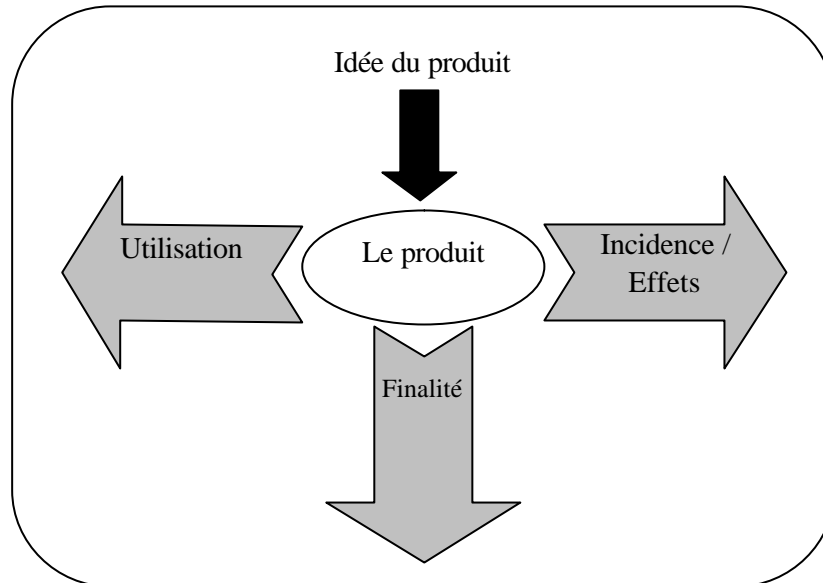 Idée du produit
Utilisation
Le produit
Incidence /
Effets
Finalité